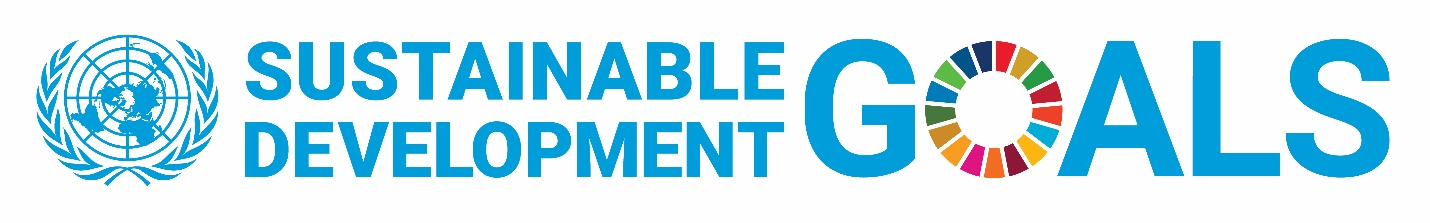 SUSTAINABLE
DEVELOPMENT
GOALS